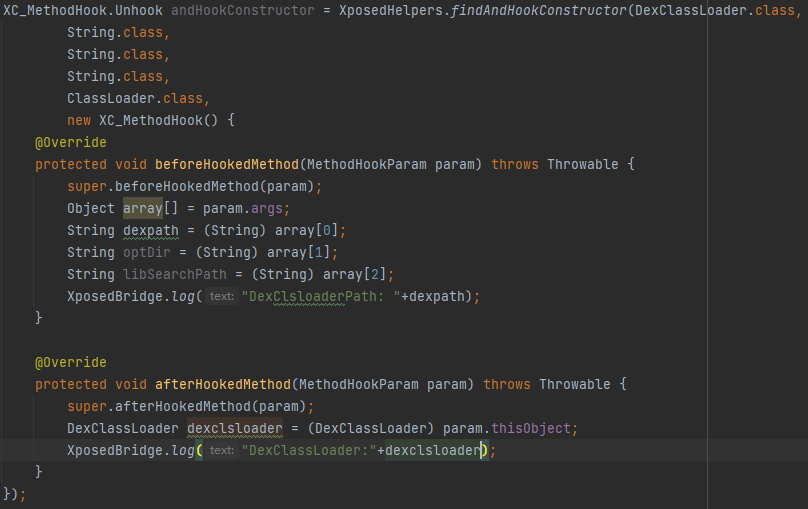 XC_MethodHook.Unhook andHookConstructor = XposedHelpers.findAndHookConstructor(DexClassLoader.class,
        String.class,
        String.class,
        String.class,
        ClassLoader.class,
        new XC_MethodHook() {
    @Override
    protected void beforeHookedMethod(MethodHookParam param) throws Throwable {
        super.beforeHookedMethod(param);
        Object array[] = param.args;
        String dexpath = (String) array[0];
        String optDir = (String) array[1];
        String libSearchPath = (String) array[2];
        XposedBridge.log( text: "DexClsloaderPath: "+dexpath);
    }
    @Override
    protected void afterHookedMethod(MethodHookParam param) throws Throwable {
        super.afterHookedMethod(param);
        DexClassLoader dexclsloader = (DexClassLoader) param.thisObject;
        XposedBridge.log( text: "DexClassLoader:"+dexclsloader);
    }
});